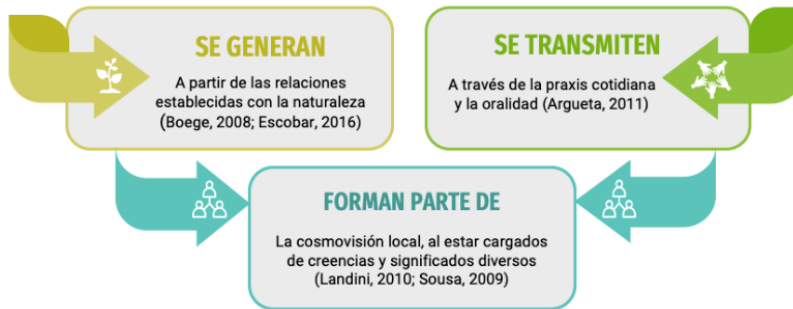 SE GENERAN
A partir de las relaciones
establecidas con la naturaleza
(Boege, 2008; Escobar, 2016)
SE TRANSMITEN
A través de la praxis cotidiana
y la oralidad (Argueta, 2011)
FORMAN PARTE DE
La cosmovisión local, al estar cargados
de creencias y significados diversos
(Landini, 2010; Sousa, 2009)